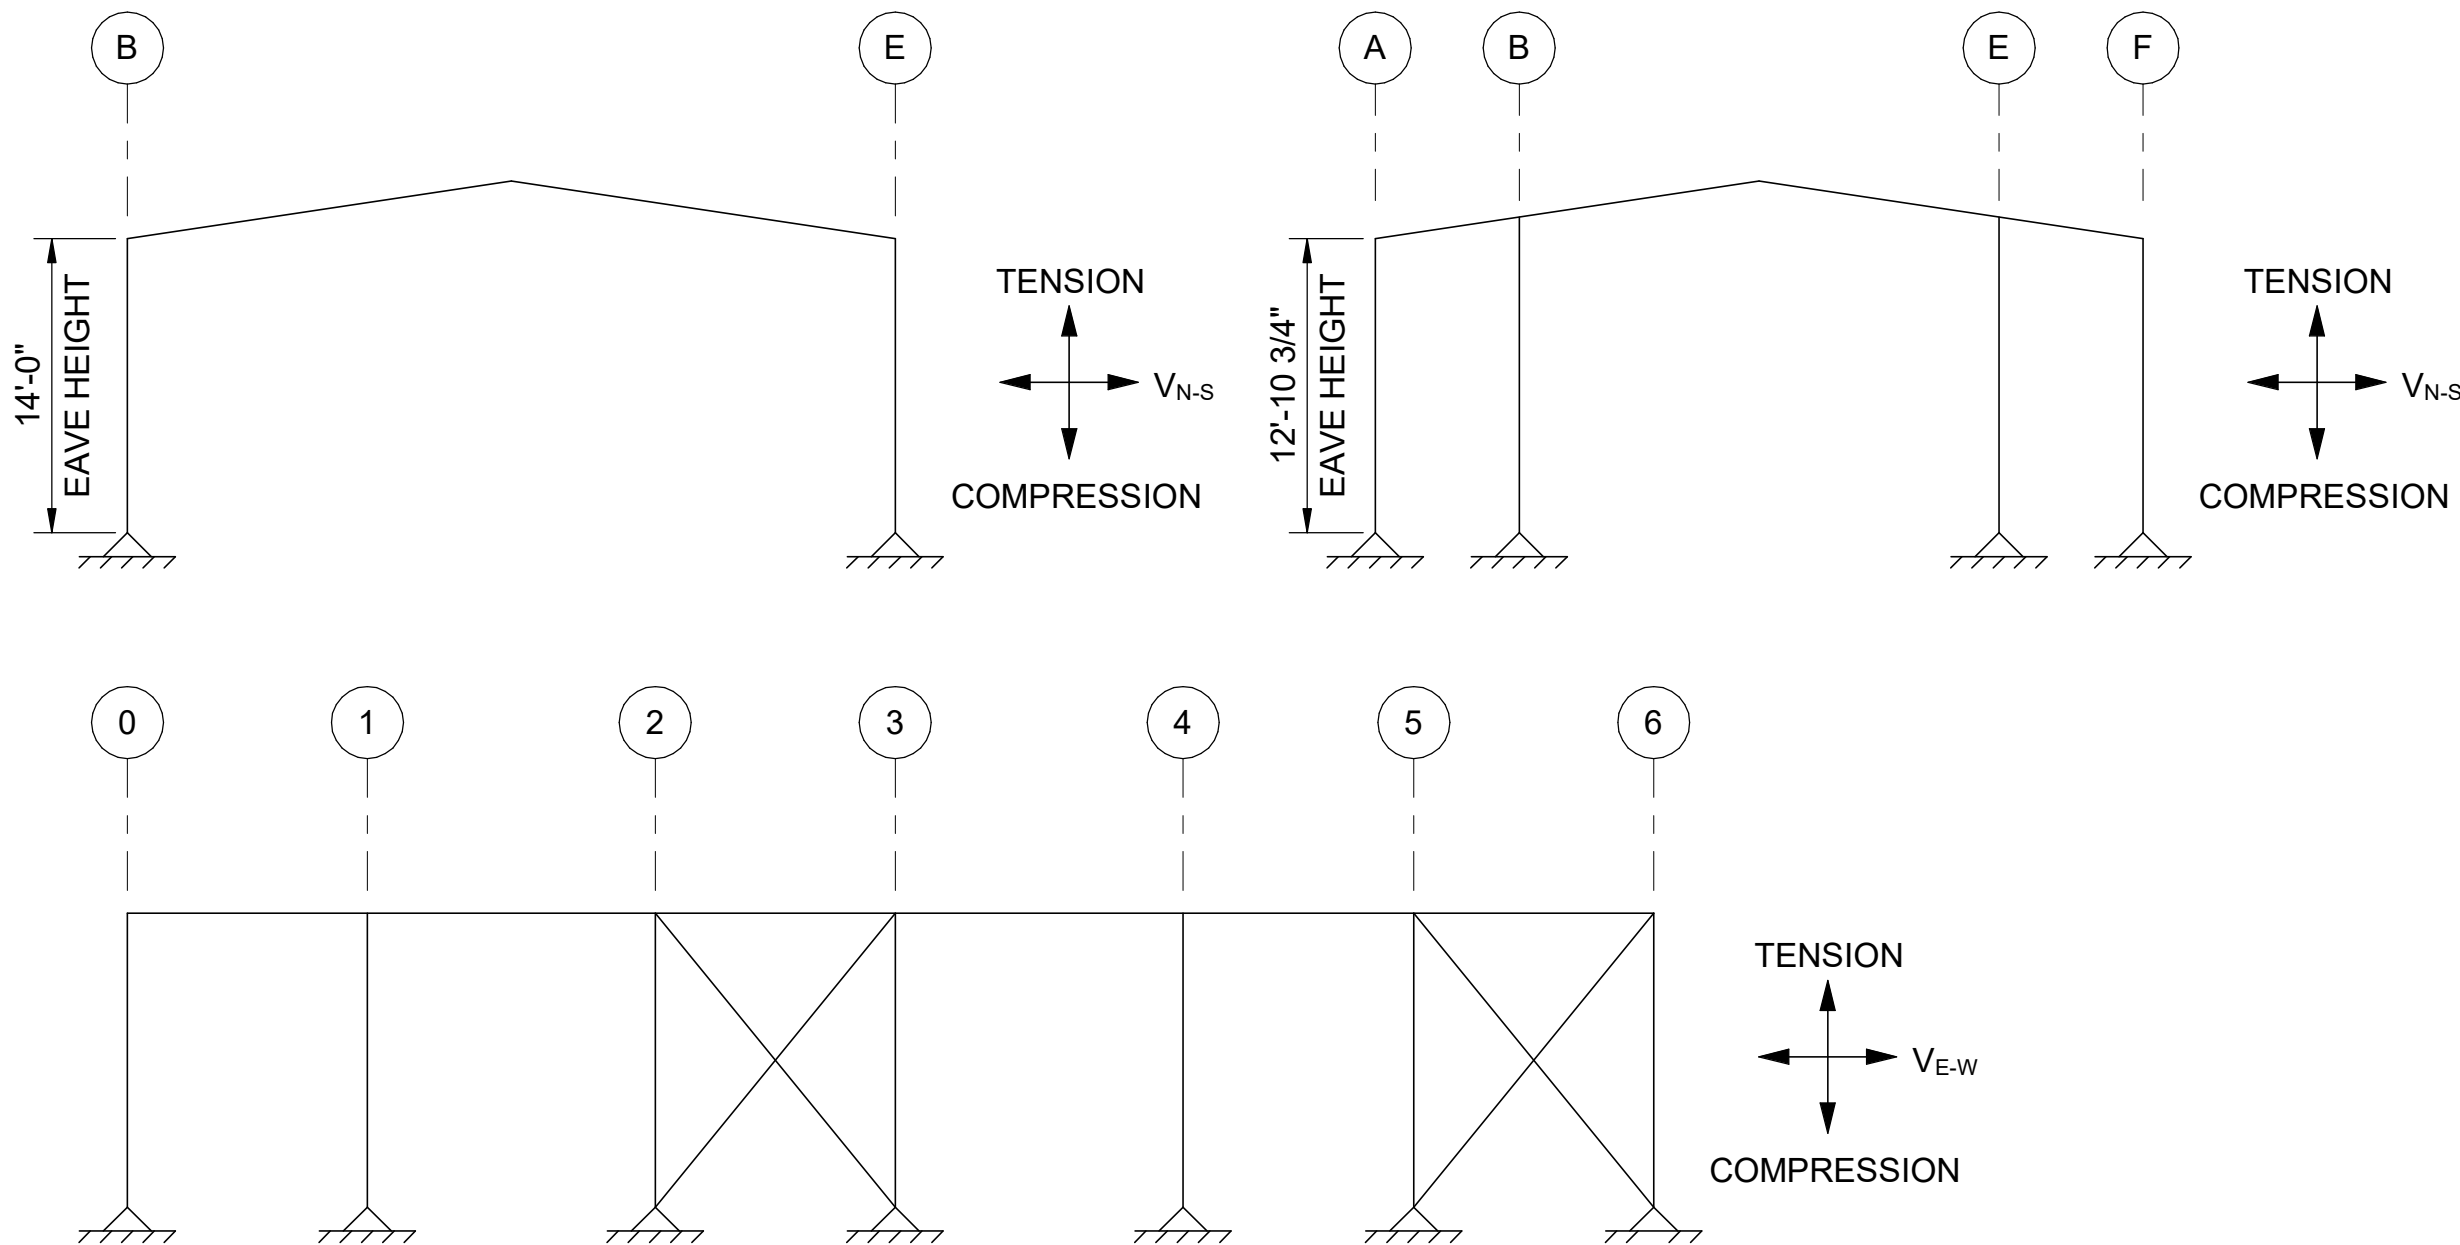 B
E
A
B
E
F
14'-0"
EAVE HEIGHT
TENSION
V N-S
COMPRESSION
12'-10 3/4"
EAVE HEIGHT
TENSION
V N-S
COMPRESSION
0
1
2
3
4
5
6
TENSION
V E-W
COMPRESSION